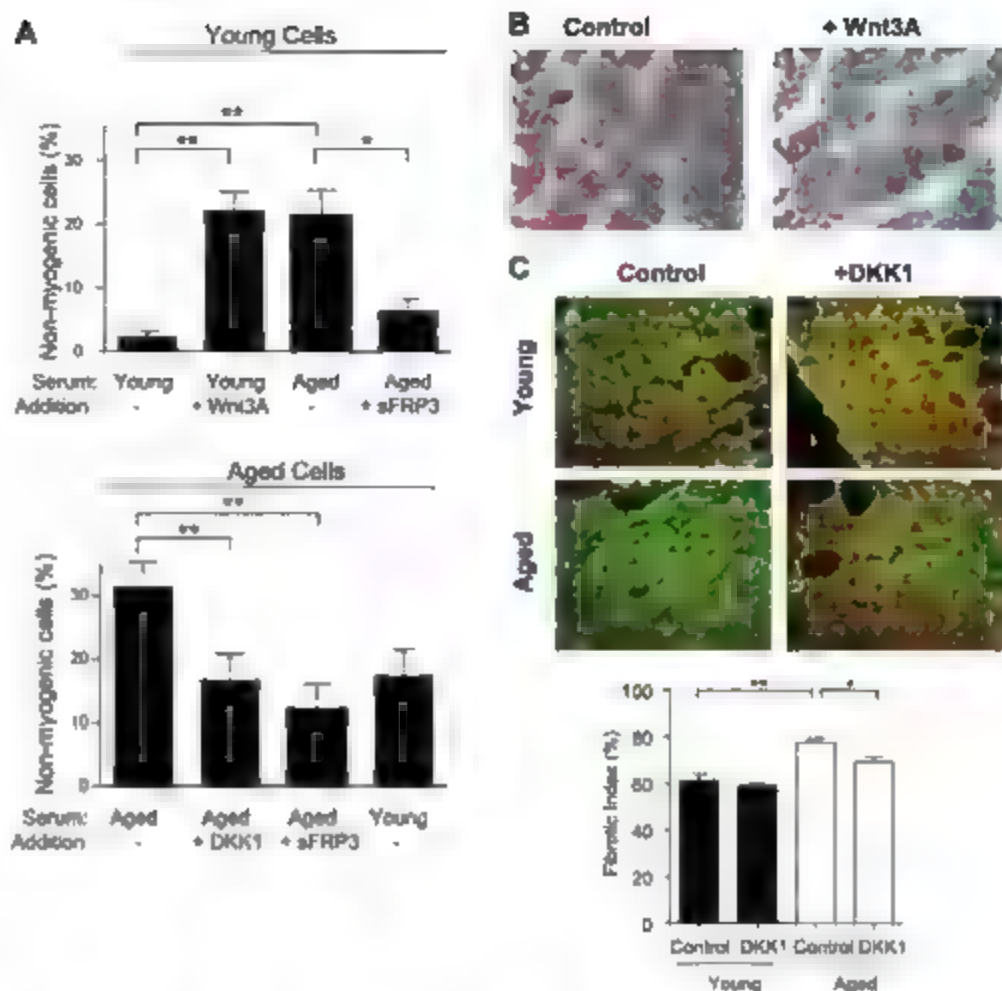 A
Young Cells
Non-myogenic cells (%)
30
20
10
0
** ** *
Serum: Young Young Aged Aged
Addition - + Wnt3A - + sFRP3
Aged Cells
Non-myogenic cells (%)
30
20
10
0
** **
Serum: Aged Aged Aged Young
Addition - + DKK1 + sFRP3 -
B
Control + Wnt3A
C
Control +DKK1
Young
Aged
Fibrotic Index (%)
100
80
60
40
20
0
** *
Control DKK1 Control DKK1
Young Aged